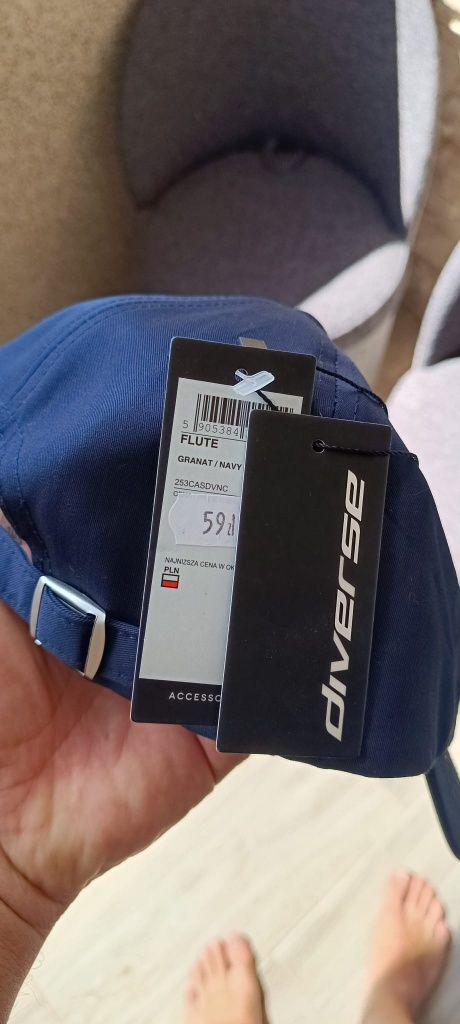 5 905384
FLUTE
GRANAT / NAVY
253CASDVNC
59 zł
NAJNIŻSZA CENA W OK
PLN
ACCESSO
diverse